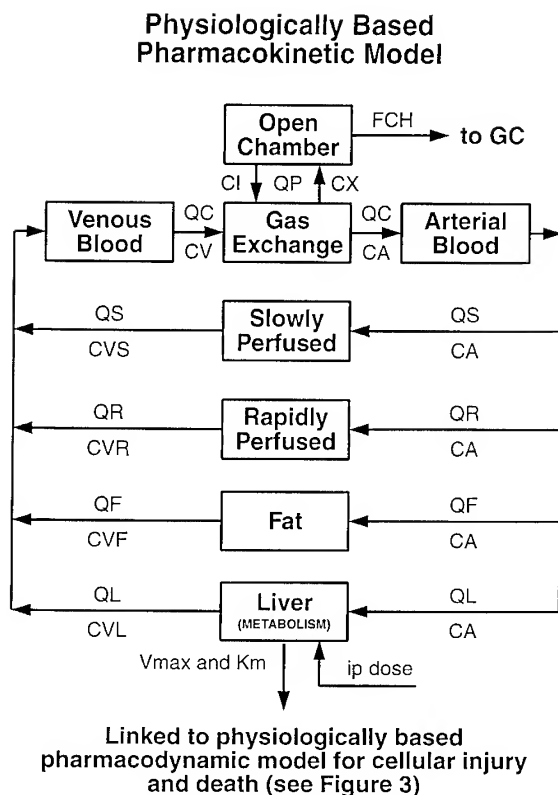 Physiologically Based
Pharmacokinetic Model
Open
Chamber
FCH
to GC
CI
QP
CX
Venous
Blood
QC
CV
Gas
Exchange
QC
CA
Arterial
Blood
QS
CVS
Slowly
Perfused
QS
CA
QR
CVR
Rapidly
Perfused
QR
CA
QF
CVF
Fat
QF
CA
QL
CVL
Liver
(METABOLISM)
QL
CA
Vmax and Km
ip dose
Linked to physiologically based
pharmacodynamic model for cellular injury
and death (see Figure 3)